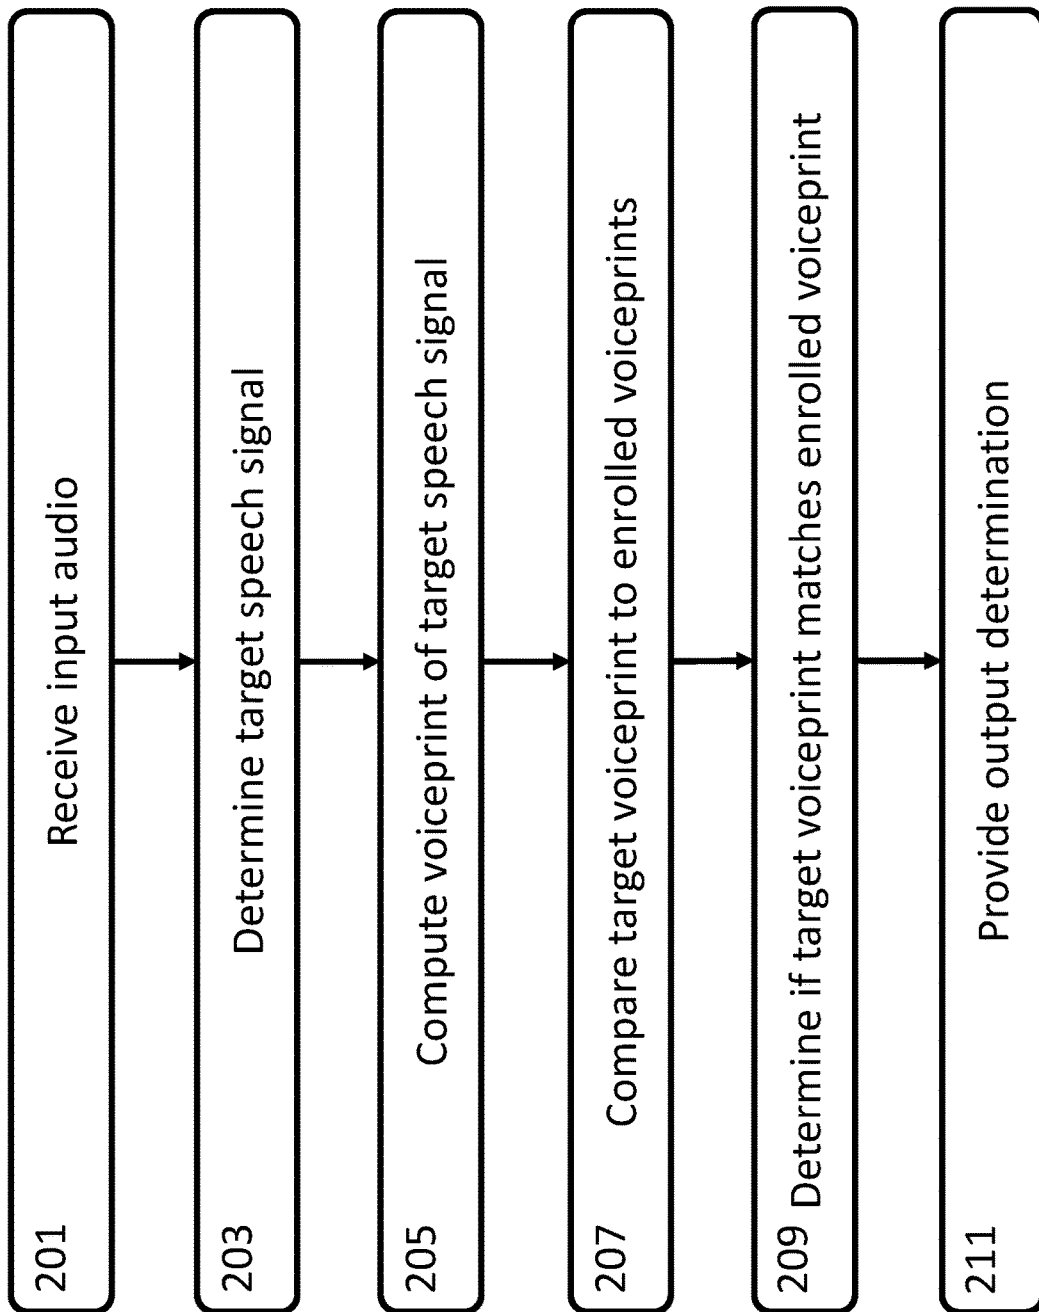 201
Receive input audio
203
Determine target speech signal
205
Compute voiceprint of target speech signal
207
Compare target voiceprint to enrolled voiceprints
209
Determine if target voiceprint matches enrolled voiceprint
211
Provide output determination